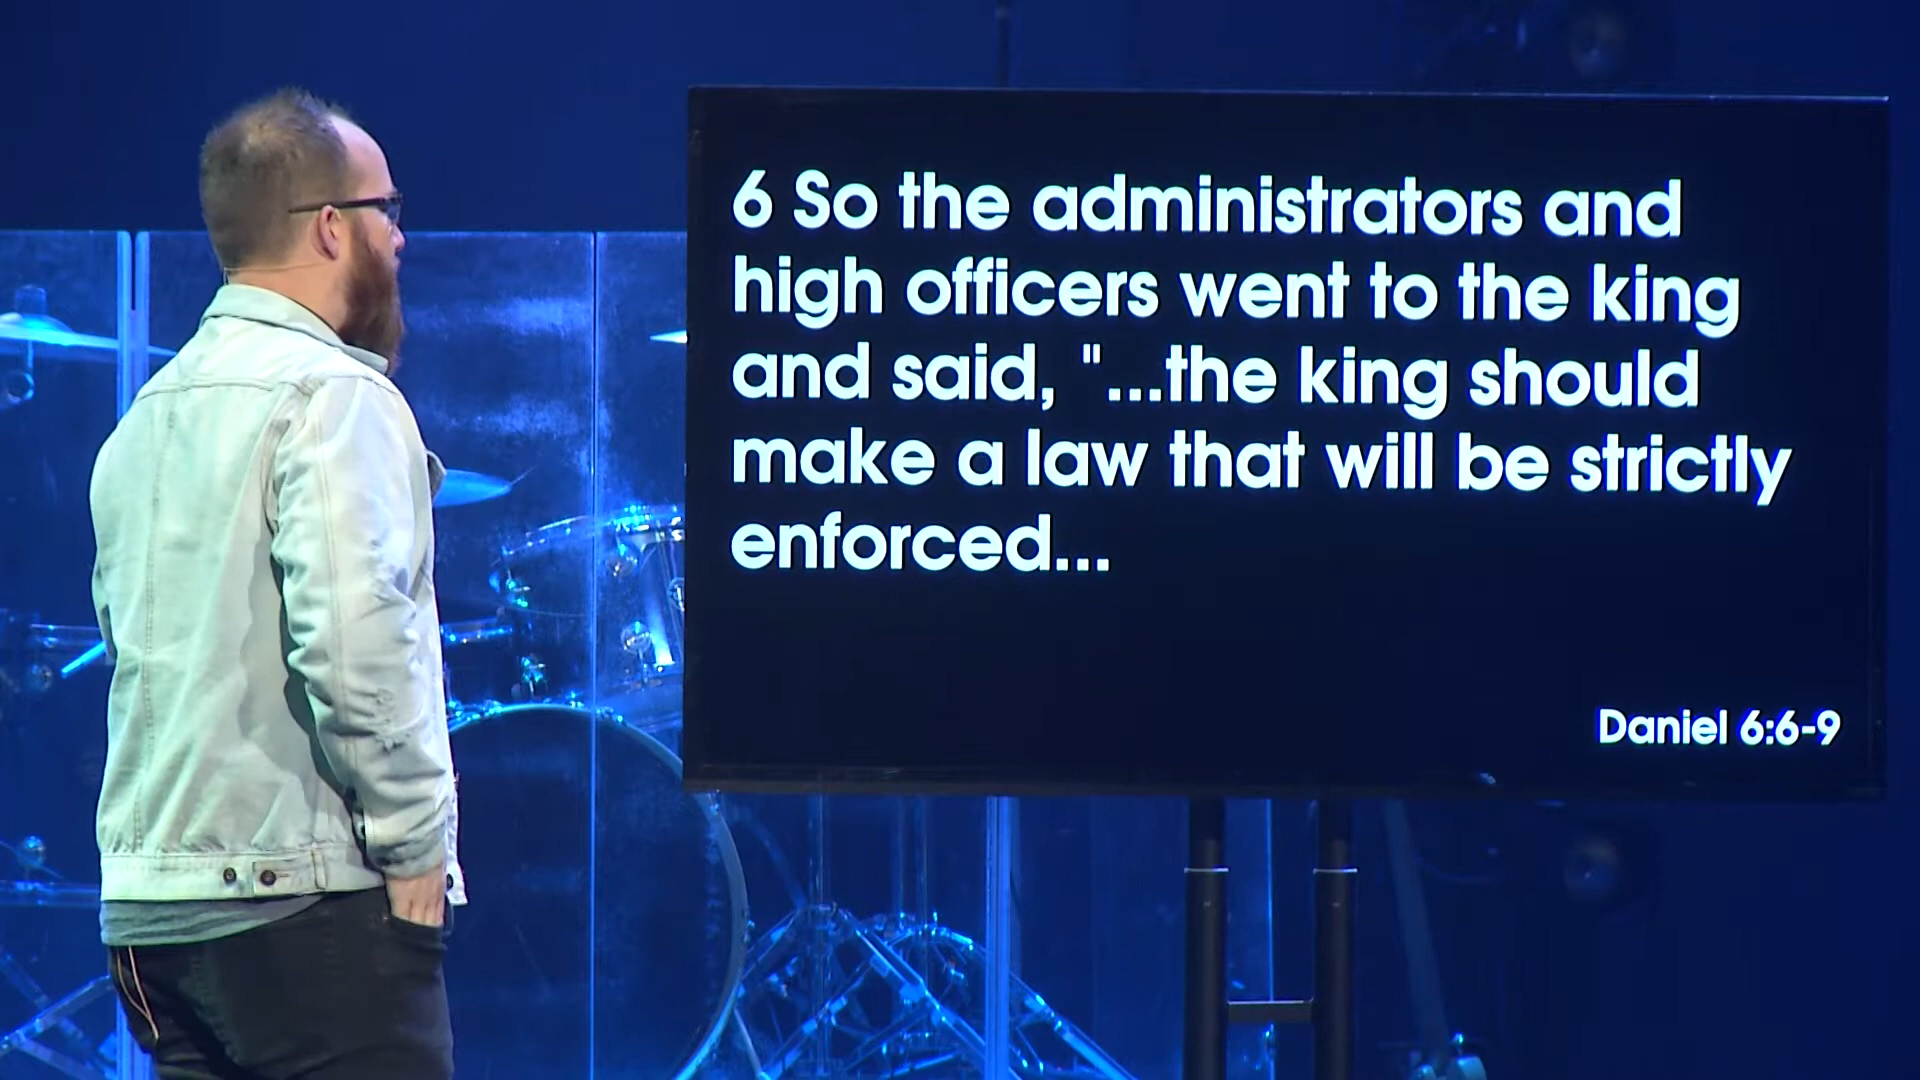 6 So the administrators and
high officers went to the king
and said, "...the king should
make a law that will be strictly
enforced...
Daniel 6:6-9